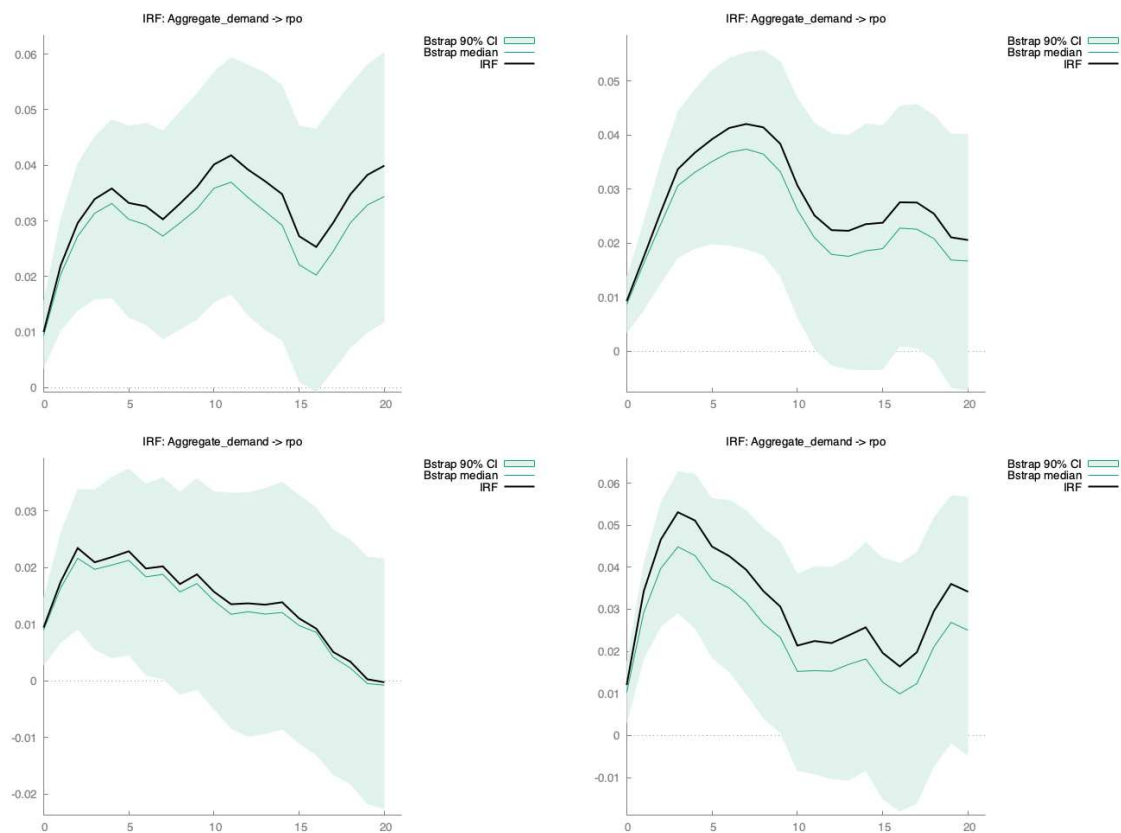 IRF: Aggregate_demand -> rpo
Bstrap 90% CI
Bstrap median
IRF
0.06
0.05
0.04
0.03
0.02
0.01
0
0 5 10 15 20
IRF: Aggregate_demand -> rpo
Bstrap 90% CI
Bstrap median
IRF
0.05
0.04
0.03
0.02
0.01
0
0 5 10 15 20
IRF: Aggregate_demand -> rpo
Bstrap 90% CI
Bstrap median
IRF
0.03
0.02
0.01
0
-0.01
-0.02
0 5 10 15 20
IRF: Aggregate_demand -> rpo
Bstrap 90% CI
Bstrap median
IRF
0.06
0.05
0.04
0.03
0.02
0.01
0
-0.01
0 5 10 15 20